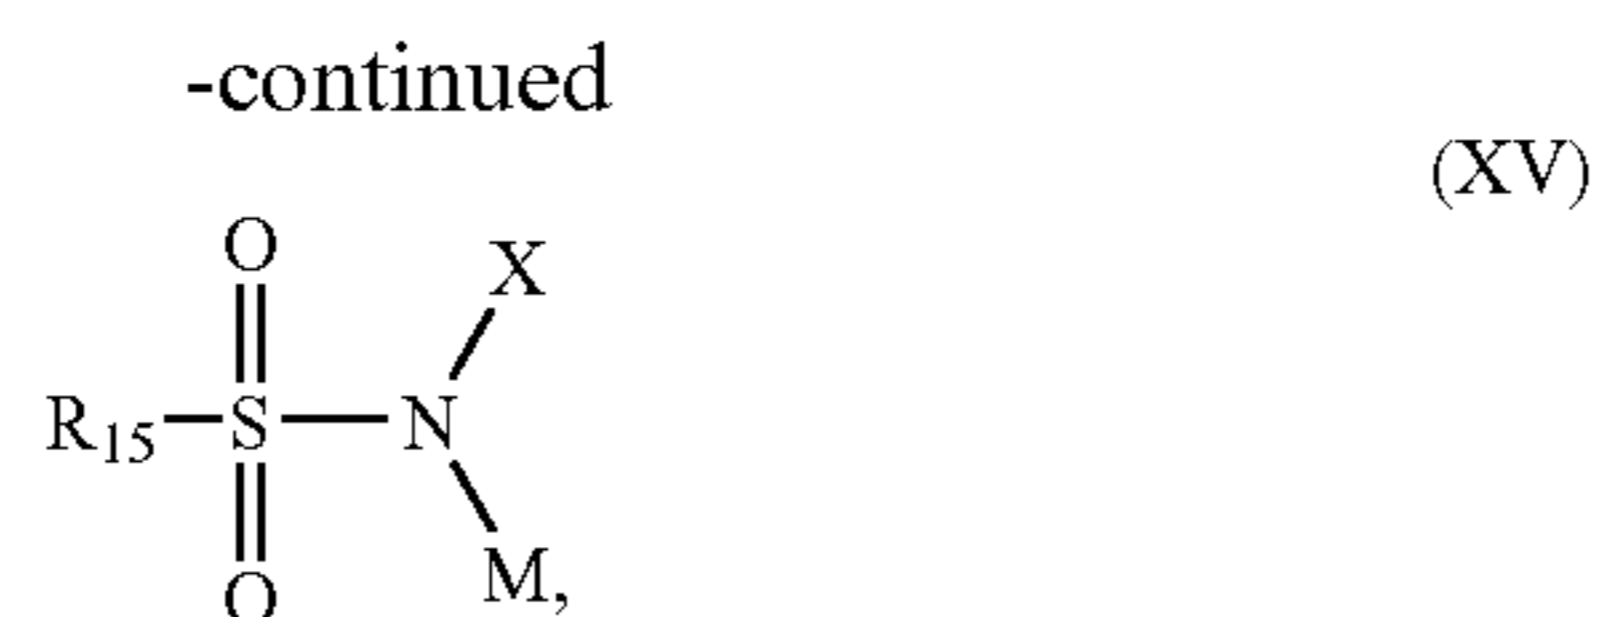 -continued
(XV)
O
X
R15 S N
M,
O